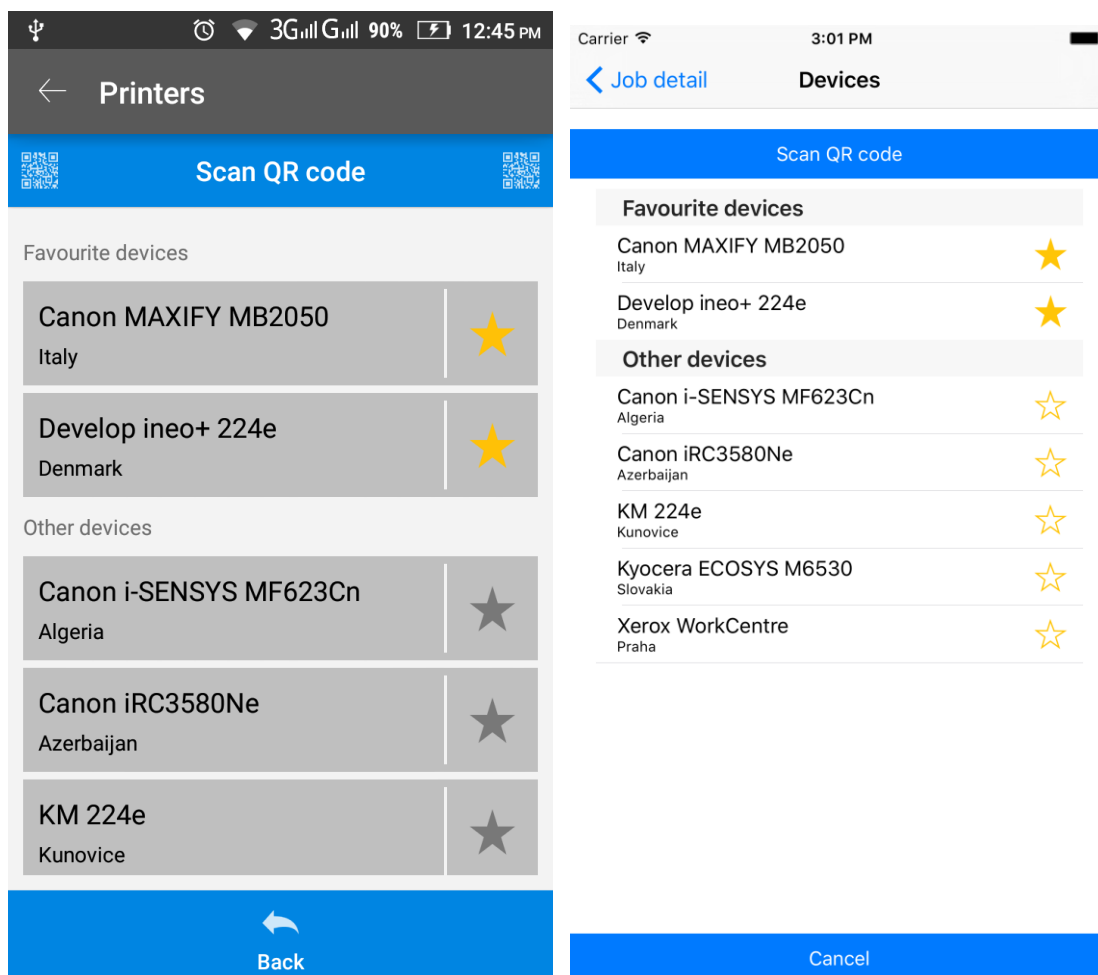 3G G 90% 12:45 PM
Printers
Scan QR code
Favourite devices
Canon MAXIFY MB2050
Italy
Develop ineo+ 224e
Denmark
Other devices
Canon i-SENSYS MF623Cn
Algeria
Canon iRC3580Ne
Azerbaijan
KM 224e
Kunovice
Back
Carrier 3:01 PM
Job detail Devices
Scan QR code
Favourite devices
Canon MAXIFY MB2050
Italy
Develop ineo+ 224e
Denmark
Other devices
Canon i-SENSYS MF623Cn
Algeria
Canon iRC3580Ne
Azerbaijan
KM 224e
Kunovice
Kyocera ECOSYS M6530
Slovakia
Xerox WorkCentre
Praha
Cancel